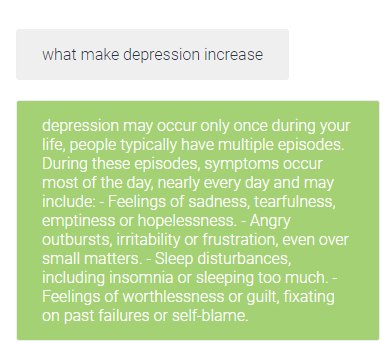 what make depression increase
depression may occur only once during your
life, people typically have multiple episodes.
During these episodes, symptoms occur
most of the day, nearly every day and may
include: - Feelings of sadness, tearfulness,
emptiness or hopelessness. - Angry
outbursts, irritability or frustration, even over
small matters. - Sleep disturbances,
including insomnia or sleeping too much. -
Feelings of worthlessness or guilt, fixating
on past failures or self-blame.